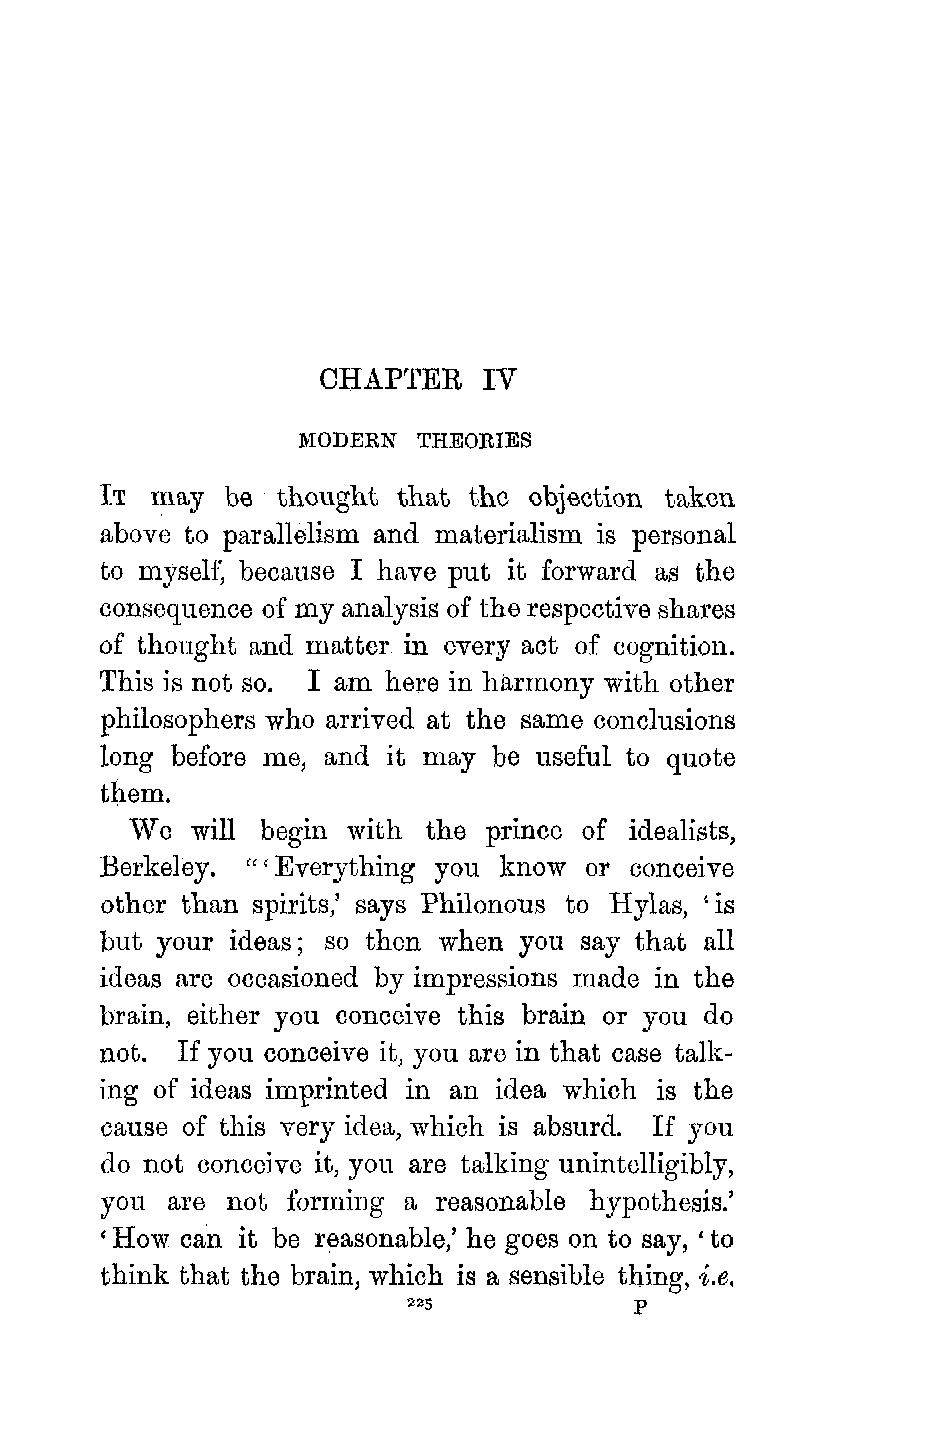 CHAPTER IV
MODERN THEORIES
IT may be thought that the objection taken
above to parallelism and materialism is personal
to myself, because I have put it forward as the
consequence of my analysis of the respective shares
of thought and matter in every act of cognition.
This is not so. I am here in harmony with other
philosophers who arrived at the same conclusions
long before me, and it may be useful to quote
them.
We will begin with the prince of idealists,
Berkeley. "'Everything you know or conceive
other than spirits,' says Philonous to Hylas, 'is
but your ideas; so then when you say that all
ideas are occasioned by impressions made in the
brain, either you conceive this brain or you do
not. If you conceive it, you are in that case talk-
ing of ideas imprinted in an idea which is the
cause of this very idea, which is absurd. If you
do not conceive it, you are talking unintelligibly,
you are not forming a reasonable hypothesis.'
'How can it be reasonable,' he goes on to say, 'to
think that the brain, which is a sensible thing, i.e.
225 P